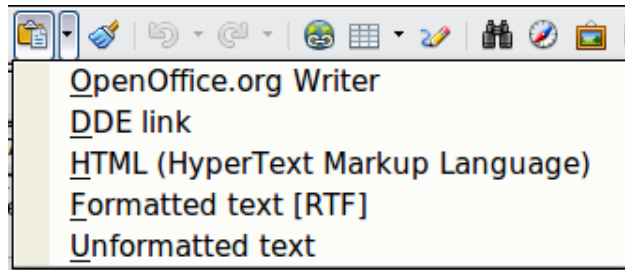 OpenOffice.org Writer
DDE link
HTML (HyperText Markup Language)
Formatted text [RTF]
Unformatted text